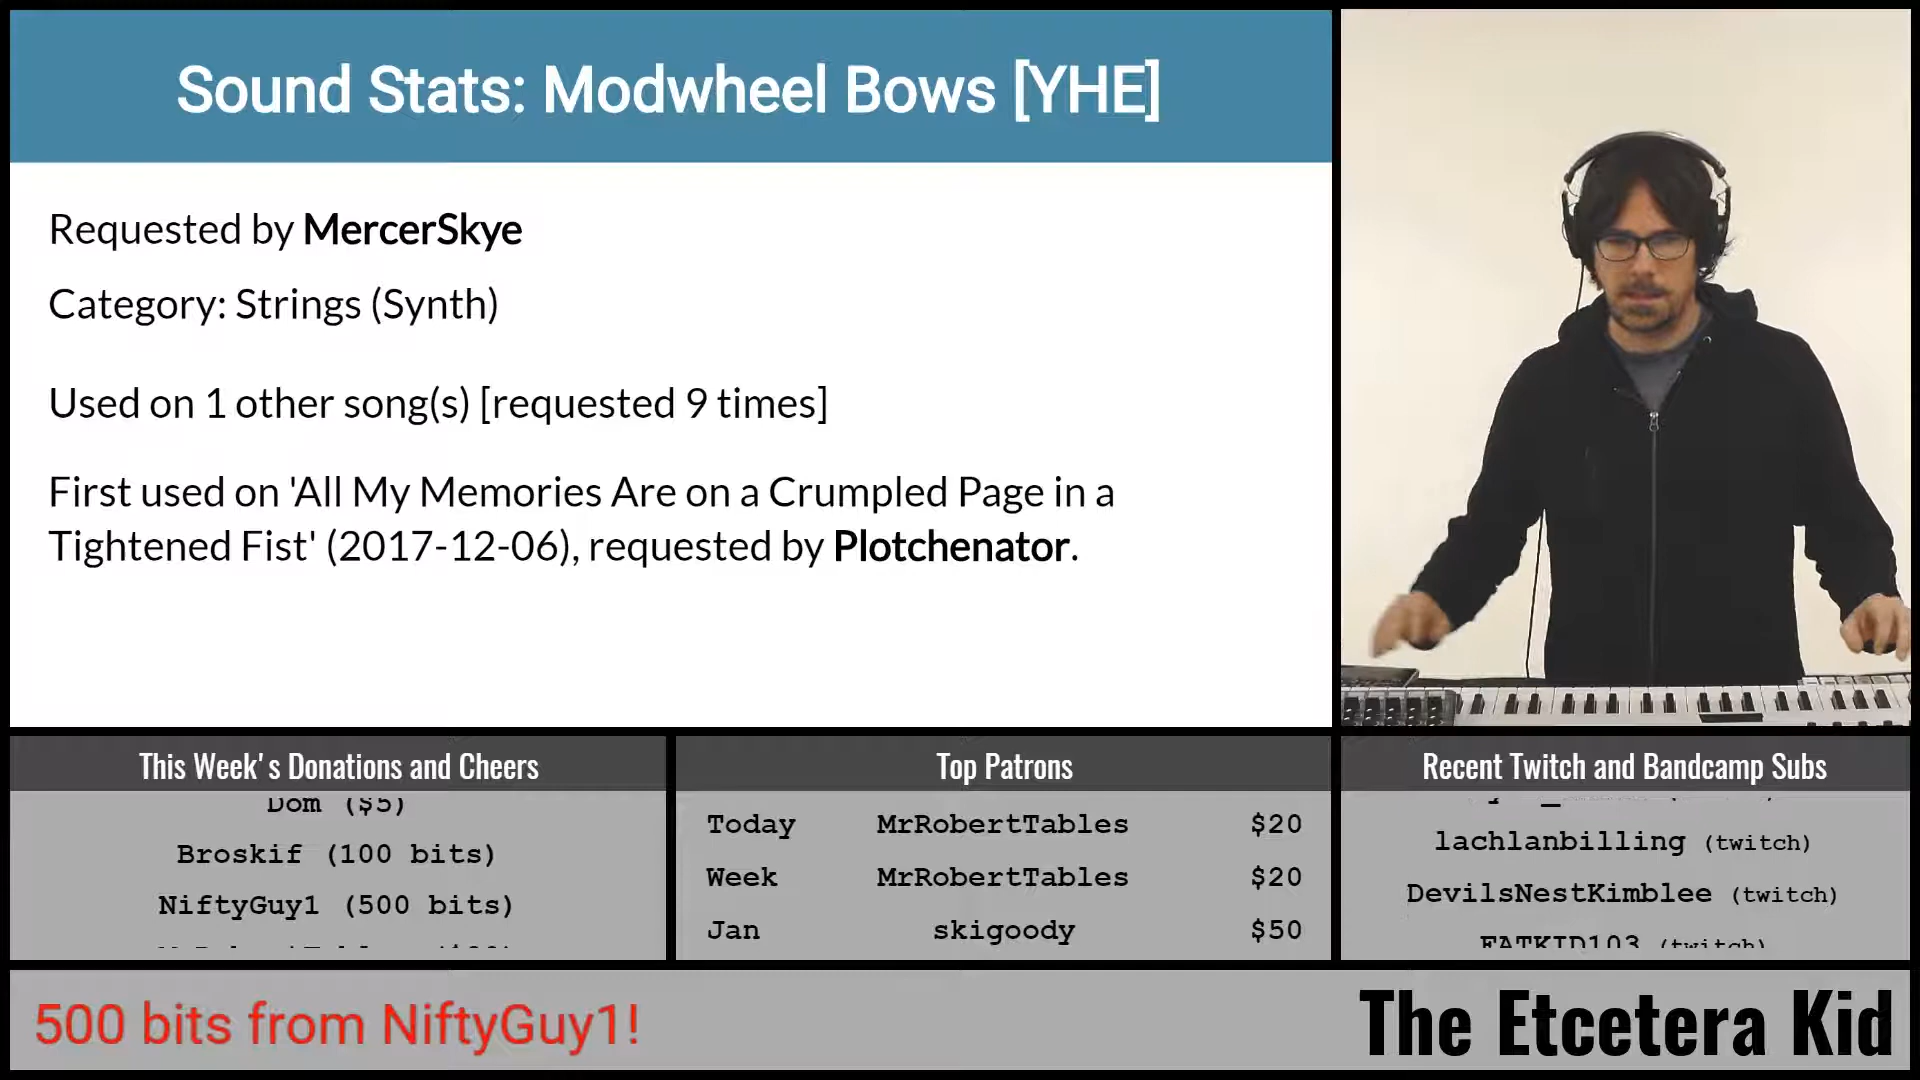 Sound Stats: Modwheel Bows [YHE]
Requested by MercerSkye
Category: Strings (Synth)
Used on 1 other song(s) [requested 9 times]
First used on 'All My Memories Are on a Crumpled Page in a
Tightened Fist' (2017-12-06), requested by Plotchenator.
This Week's Donations and Cheers
Dom ($5)
Broskif (100 bits)
NiftyGuy1 (500 bits)
Top Patrons
Today MrRobertTables $20
Week MrRobertTables $20
Jan skigoody $50
Recent Twitch and Bandcamp Subs
lachlanbilling (twitch)
DevilsNestKimblee (twitch)
FATKID103 (twitch)
500 bits from NiftyGuy1!
The Etcetera Kid